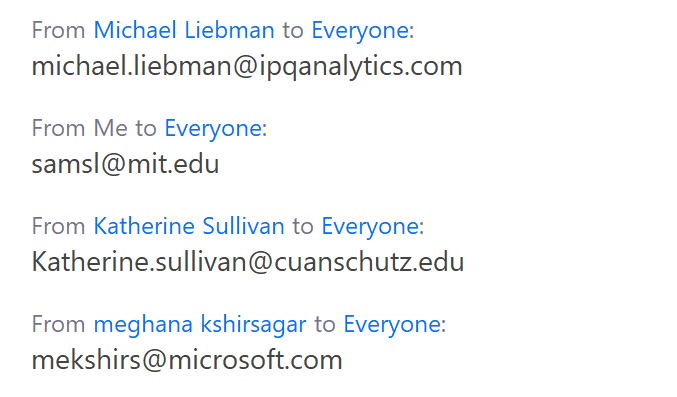 From Michael Liebman to Everyone:
michael.liebman@ipqanalytics.com
From Me to Everyone:
samsl@mit.edu
From Katherine Sullivan to Everyone:
Katherine.sullivan@cuanschutz.edu
From meghana kshirsagar to Everyone:
mekshirs@microsoft.com